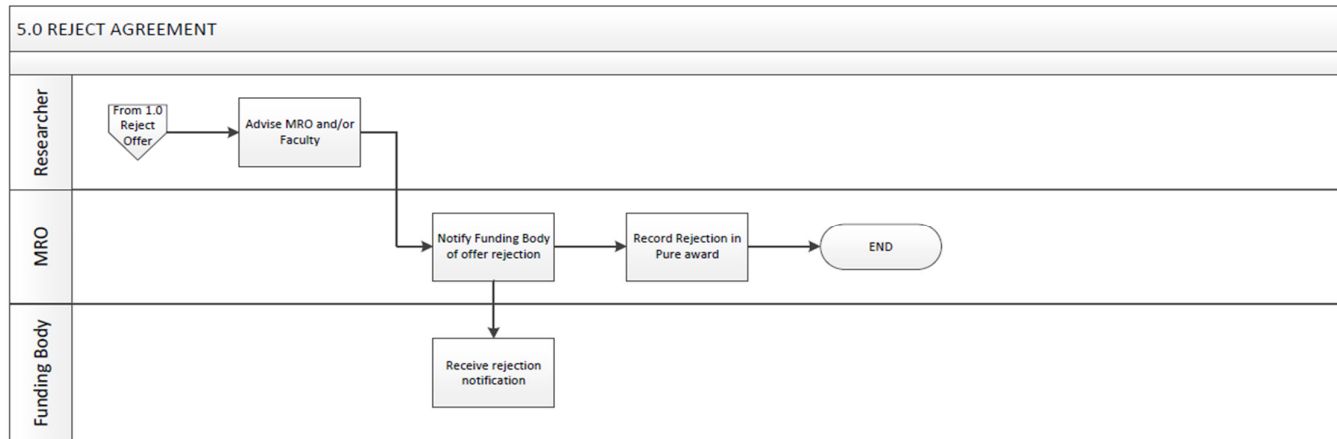 5.0 REJECT AGREEMENT
Researcher
From 1.0
Reject
Offer
Advise MRO and/or
Faculty
MRO
Notify Funding Body
of offer rejection
Record Rejection in
Pure award
END
Funding Body
Receive rejection
notification